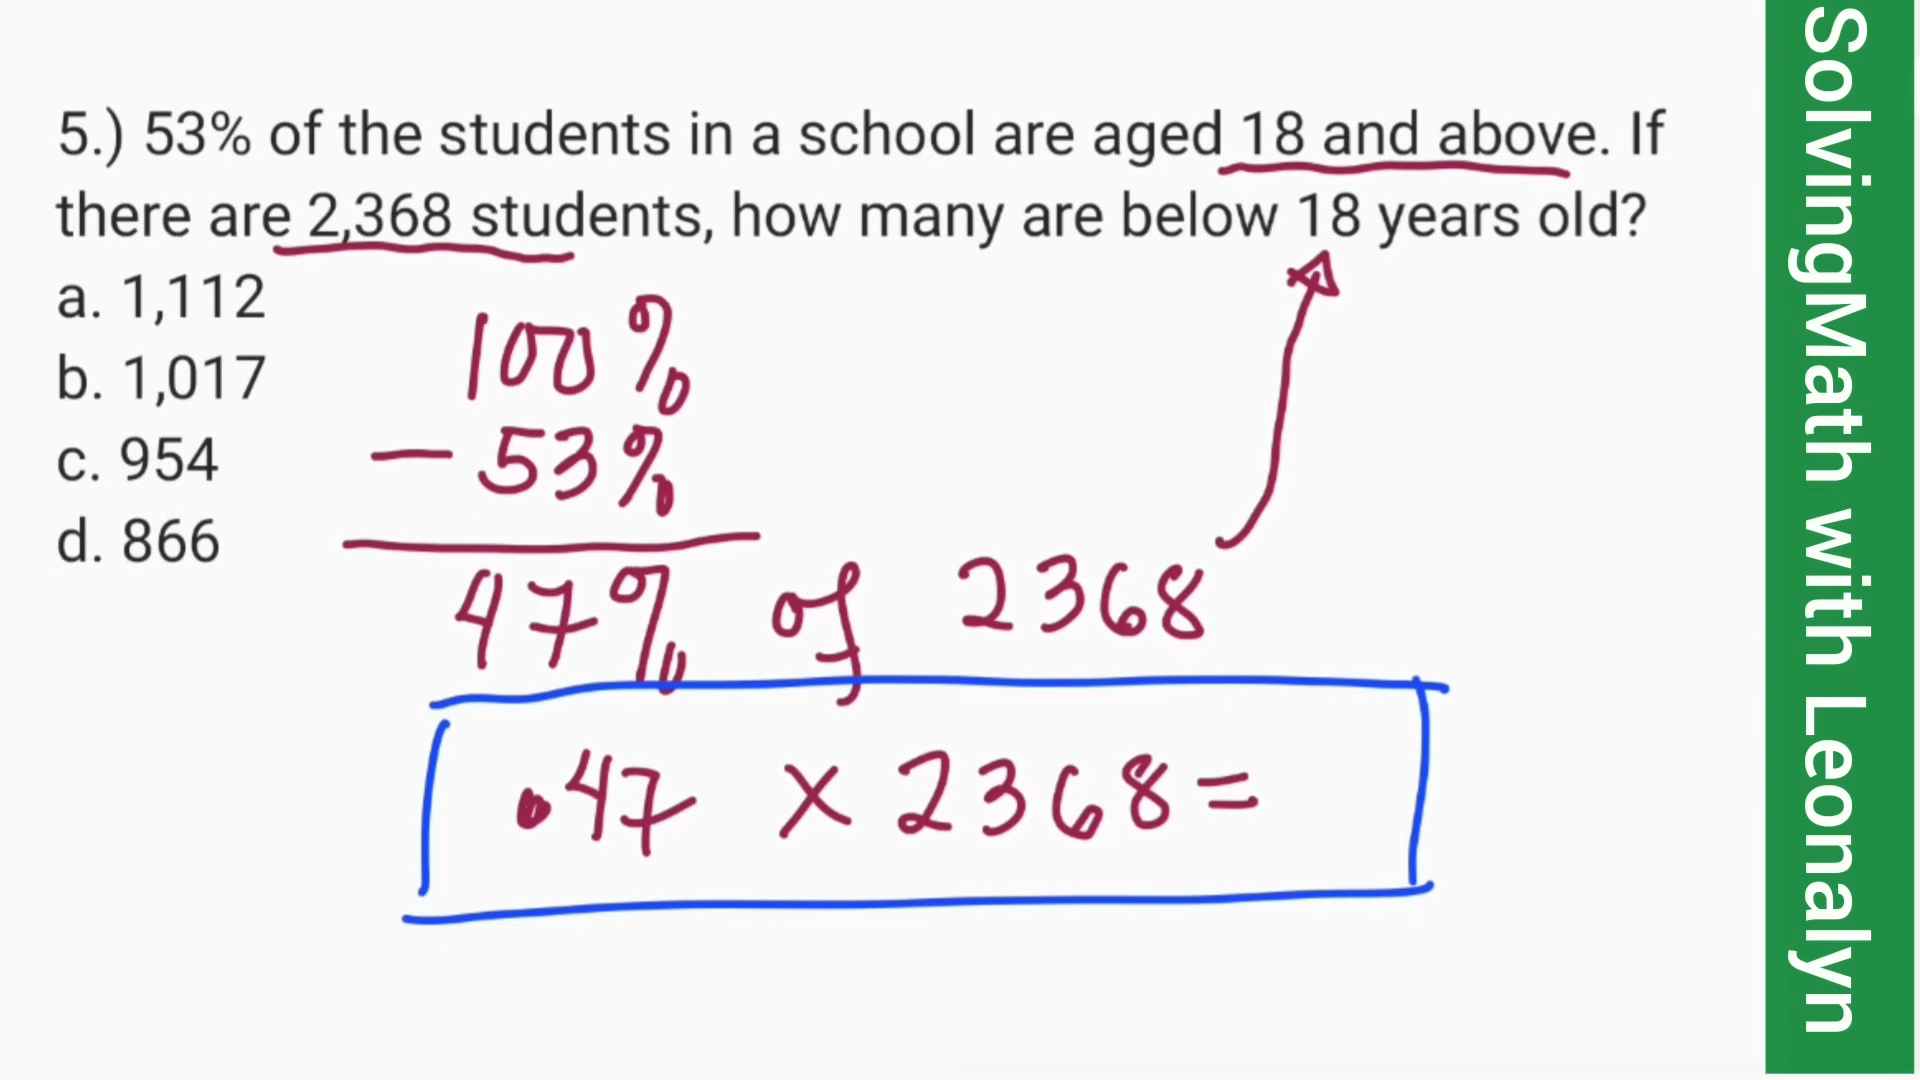 5.) 53% of the students in a school are aged 18 and above. If
there are 2,368 students, how many are below 18 years old?
a. 1,112
b. 1,017
c. 954
d. 866
100%
- 53%
47% of 2368
.47 x 2368 =
SolvingMath with Leonalyn